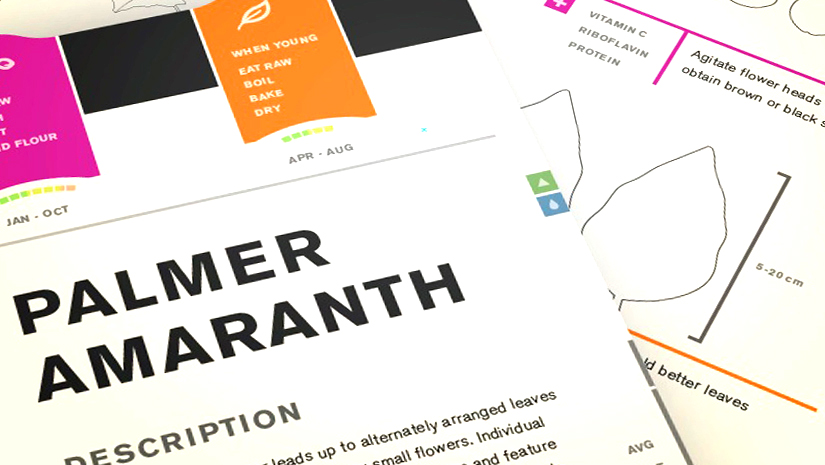 WHEN YOUNG
EAT RAW
BOIL
BAKE
DRY
D FLOUR
JAN - OCT
APR - AUG
PALMER
AMARANTH
DESCRIPTION
leads up to alternately arranged leaves
small flowers. Individual
and feature
AVG
VITAMIN C
RIBOFLAVIN
PROTEIN
Agitate flower heads
obtain brown or black s
5-20cm
ld better leaves